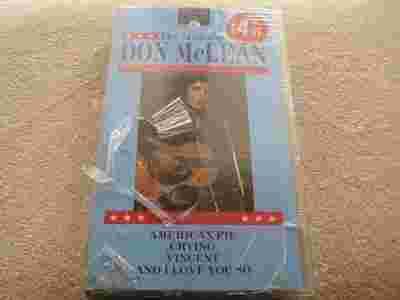 DON McLEAN
AMERICAN PIE
CRYING
VINCENT
AND I LOVE YOU SO